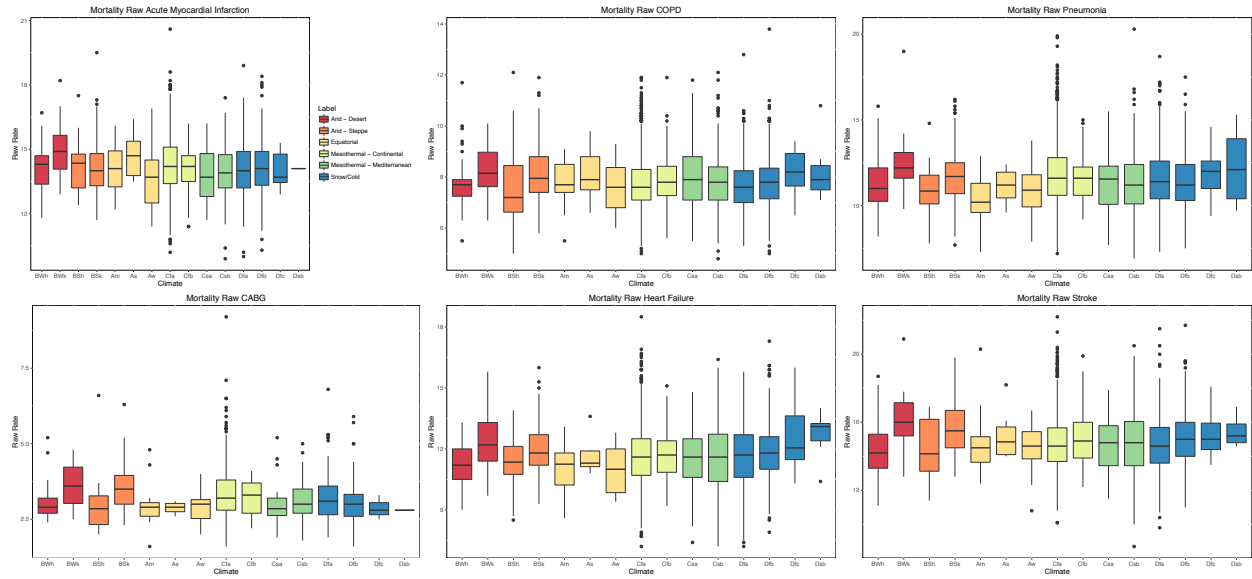 Mortality Raw Acute Myocardial Infarction
21
18
15
12
Raw Rate
BWh BWk BSh BSk Am As Aw Cfa Cfb Csa Csb Dfa Dfb Dfc Dsb
Climate
Label
Arid − Desert
Arid − Steppe
Equatorial
Mesothermal − Continental
Mesothermal − Mediterranean
Snow/Cold
Mortality Raw COPD
14
12
10
8
6
Raw Rate
BWh BWk BSh BSk Am As Aw Cfa Cfb Csa Csb Dfa Dfb Dfc Dsb
Climate
Mortality Raw Pneumonia
20
15
10
Raw Rate
BWh BWk BSh BSk Am As Aw Cfa Cfb Csa Csb Dfa Dfb Dfc Dsb
Climate
Mortality Raw CABG
7.5
5.0
2.5
Raw Rate
BWh BWk BSh BSk Am As Aw Cfa Cfb Csa Csb Dfa Dfb Dfc Dsb
Climate
Mortality Raw Heart Failure
18
15
12
9
Raw Rate
BWh BWk BSh BSk Am As Aw Cfa Cfb Csa Csb Dfa Dfb Dfc Dsb
Climate
Mortality Raw Stroke
20
16
12
Raw Rate
BWh BWk BSh BSk Am As Aw Cfa Cfb Csa Csb Dfa Dfb Dfc Dsb
Climate